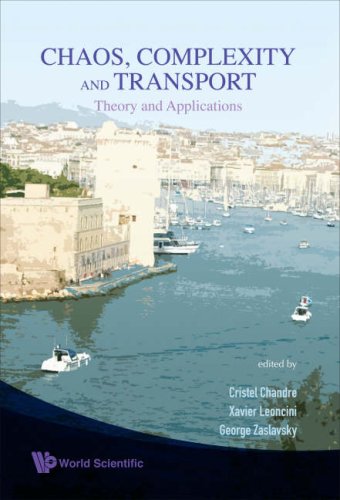 CHAOS, COMPLEXITY
AND TRANSPORT
Theory and Applications
edited by
Cristel Chandre
Xavier Leoncini
George Zaslavsky
World Scientific